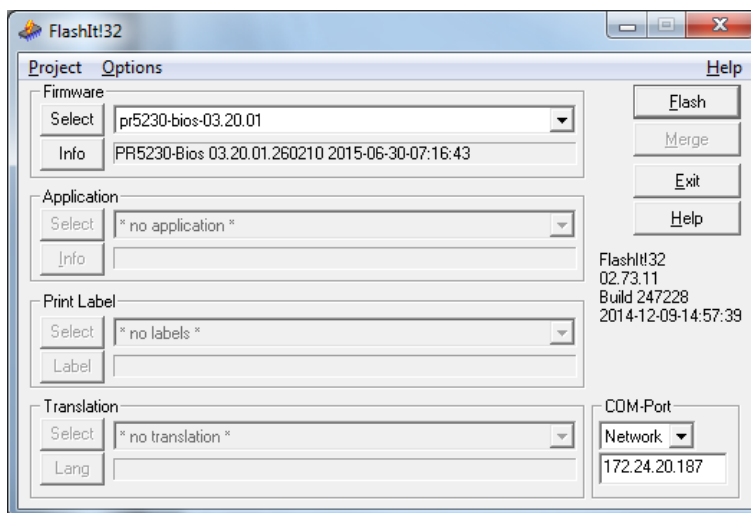 FlashIt!32
Project Options Help
Firmware
Select pr5230-bios-03.20.01
Info PR5230-Bios 03.20.01.260210 2015-06-30-07:16:43
Flash
Merge
Exit
Help
Application
Select * no application *
Info
FlashIt!32
02.73.11
Build 247228
2014-12-09-14:57:39
Print Label
Select * no labels *
Label
Translation
Select * no translation *
Lang
COM-Port
Network
172.24.20.187